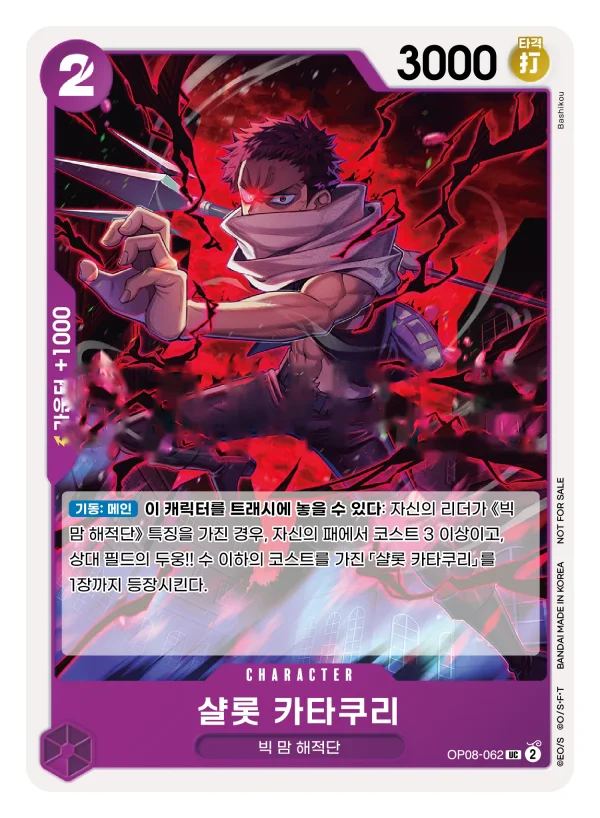 2
3000
타격
打
Bashikou
카운터 +1000
기동: 메인 이 캐릭터를 트래시에 놓을 수 있다: 자신의 리더가 《빅
맘 해적단》 특징을 가진 경우, 자신의 패에서 코스트 3 이상이고,
상대 필드의 두웅!! 수 이하의 코스트를 가진 「샬롯 카타쿠리」를
1장까지 등장시킨다.
CHARACTER
샬롯 카타쿠리
빅 맘 해적단
OP08-062 UC 2
©EO/S ©O/S·F·T BANDAI MADE IN KOREA NOT FOR SALE